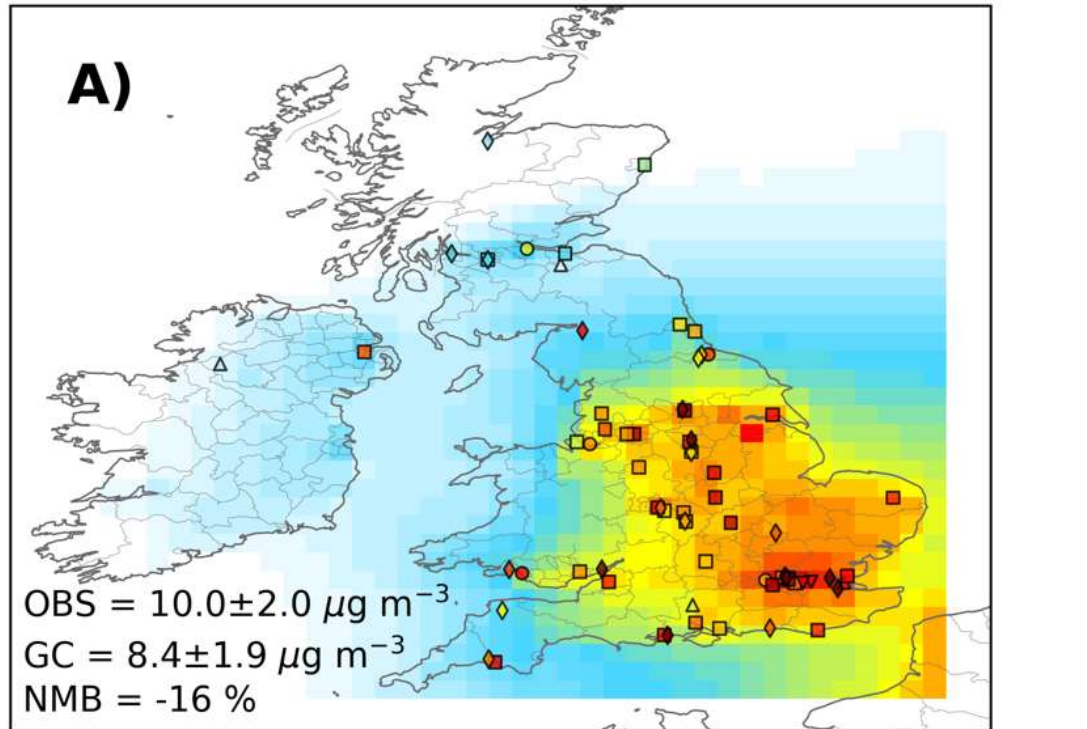 A)
OBS = 10.0±2.0 µg m⁻³
GC = 8.4±1.9 µg m⁻³
NMB = -16 %